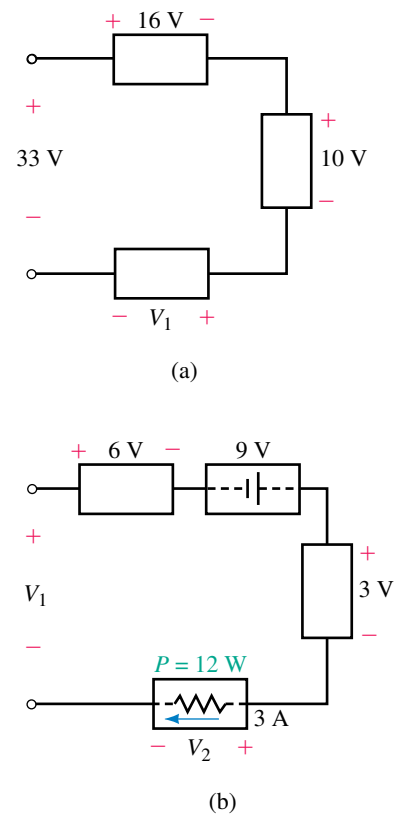 + 16 V −
+
33 V
−
+
10 V
−
− V₁ +
(a)
+ 6 V −
9 V
+
V₁
−
+
3 V
−
P = 12 W
3 A
− V₂ +
(b)